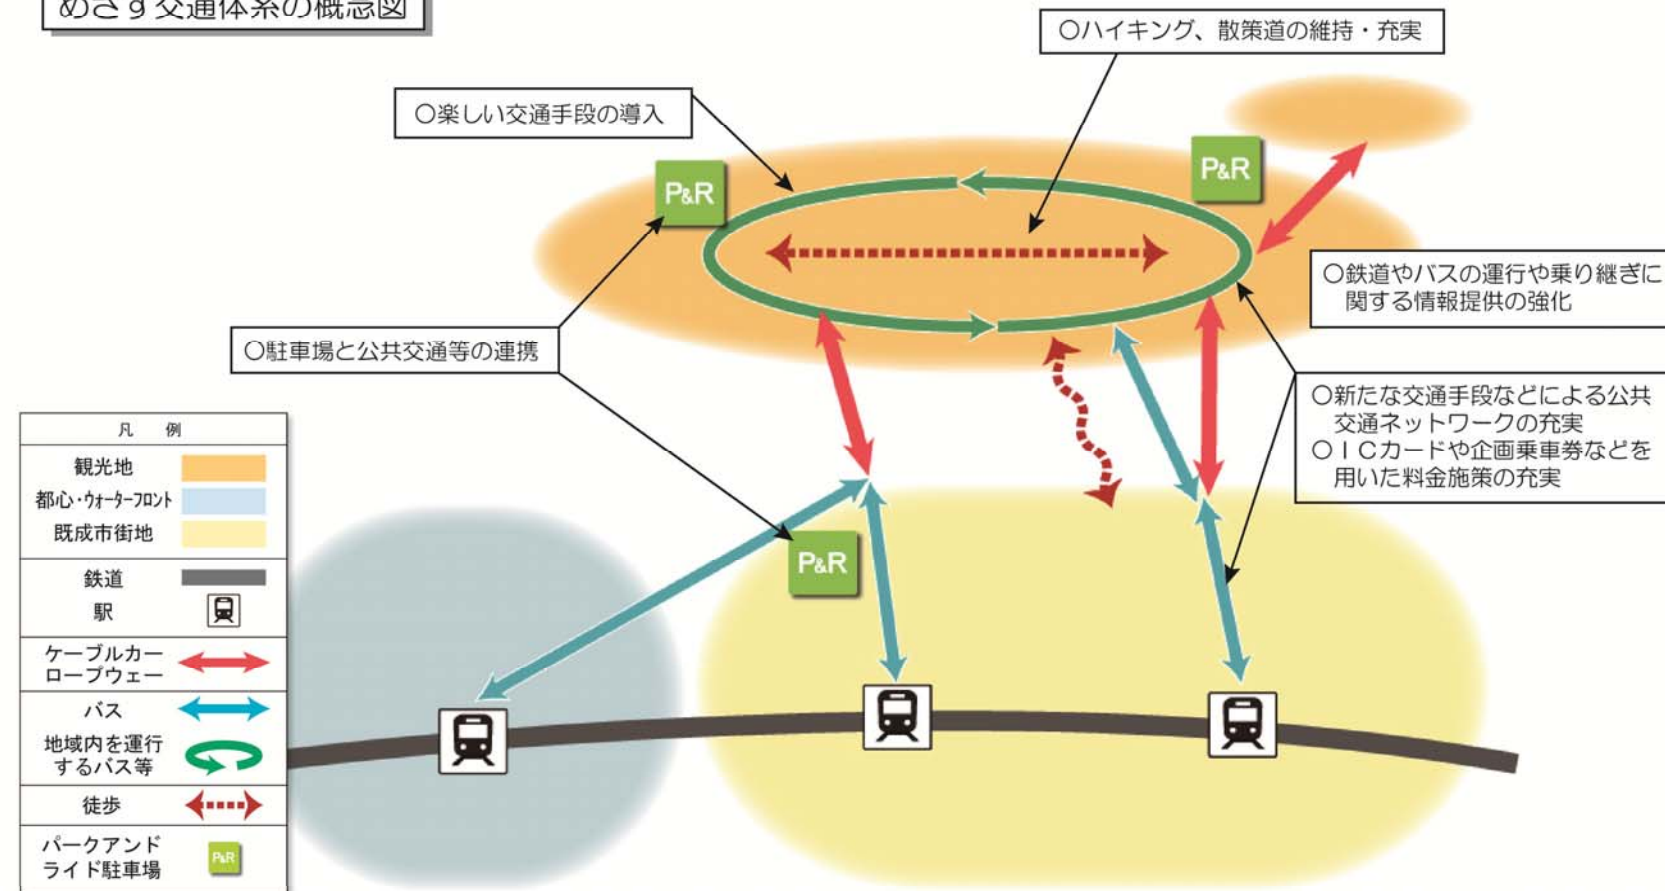 めざす交通体系の概念図
○ハイキング、散策道の維持・充実
○楽しい交通手段の導入
P&R
P&R
○鉄道やバスの運行や乗り継ぎに
関する情報提供の強化
○駐車場と公共交通等の連携
○新たな交通手段などによる公共
交通ネットワークの充実
○ICカードや企画乗車券などを
用いた料金施策の充実
P&R
凡 例
観光地
都心・ウォーターフロント
既成市街地
鉄道
駅
ケーブルカー
ロープウェー
バス
地域内を運行
するバス等
徒歩
パークアンド
ライド駐車場
P&R